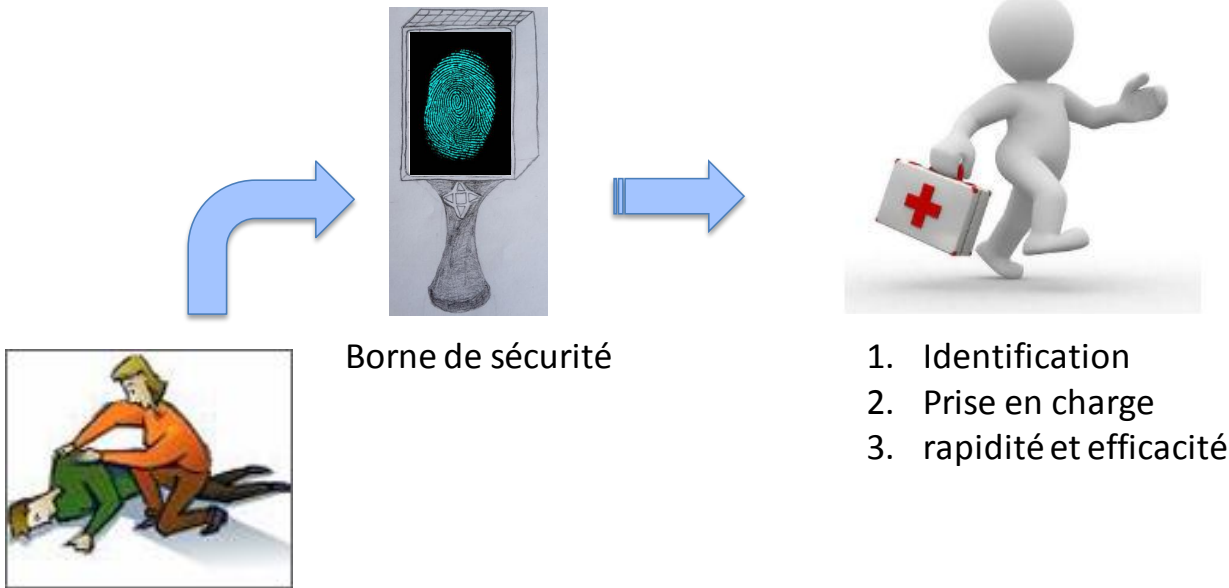 Borne de sécurité
1. Identification
2. Prise en charge
3. rapidité et efficacité